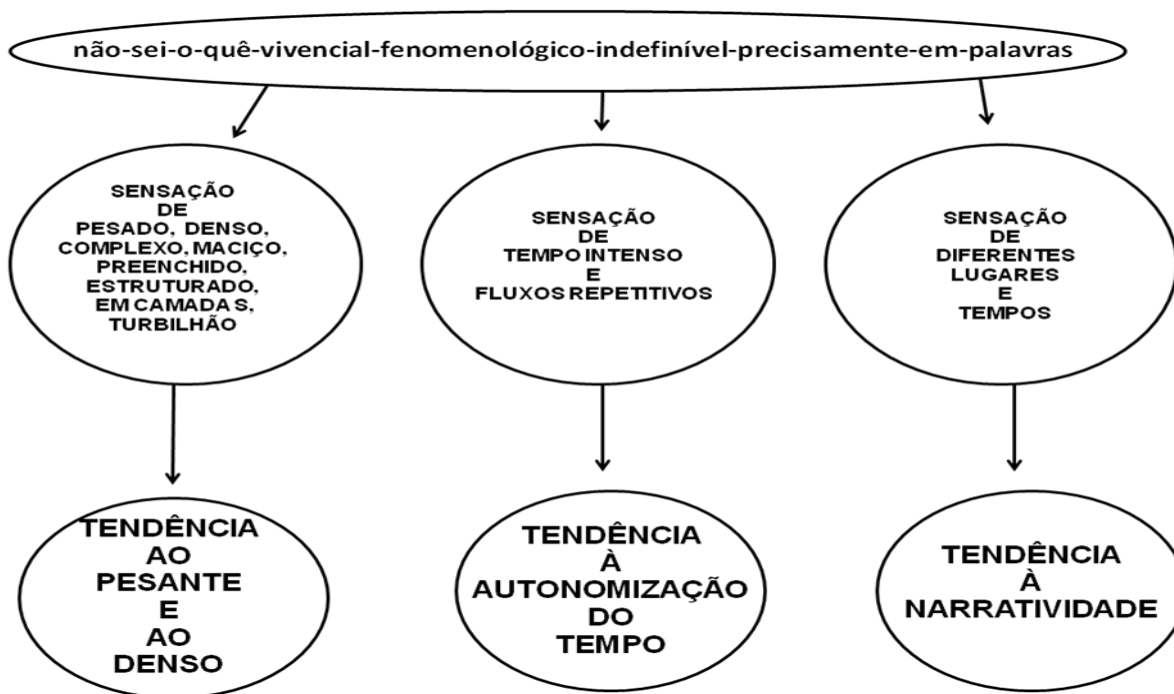 não-sei-o-quê-vivencial-fenomenológico-indefinível-precisamente-em-palavras
SENSAÇÃO
DE
PESADO, DENSO,
COMPLEXO, MACIÇO,
PREENCHIDO,
ESTRUTURADO,
EM CAMADAS,
TURBILHÃO
SENSAÇÃO
DE
TEMPO INTENSO
E
FLUXOS REPETITIVOS
SENSAÇÃO
DE
DIFERENTES
LUGARES
E
TEMPOS
TENDÊNCIA
AO
PESANTE
E
AO
DENSO
TENDÊNCIA
À
AUTONOMIZAÇÃO
DO
TEMPO
TENDÊNCIA
À
NARRATIVIDADE